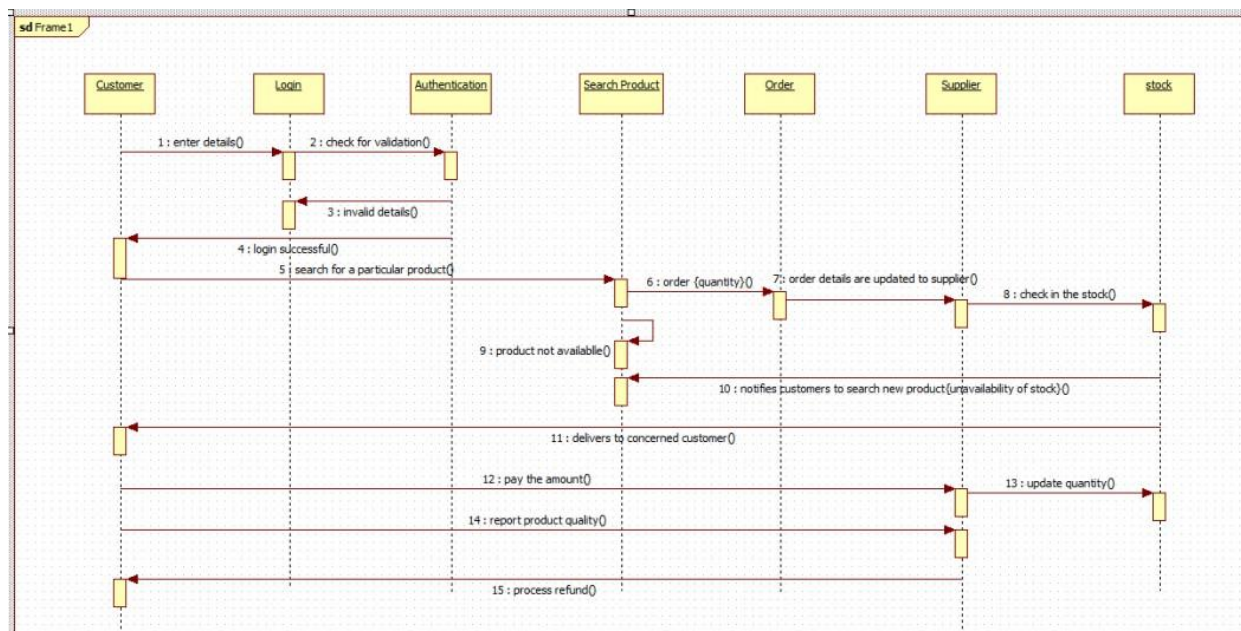 sd Frame1
Customer
Login
Authentication
Search Product
Order
Supplier
stock
1 : enter details()
2 : check for validation()
3 : invalid details()
4 : login successful()
5 : search for a particular product()
6 : order {quantity}()
7 : order details are updated to supplier()
8 : check in the stock()
9 : product not availablle()
10 : notifies customers to search new product{unavailability of stock}()
11 : delivers to concerned customer()
12 : pay the amount()
13 : update quantity()
14 : report product quality()
15 : process refund()